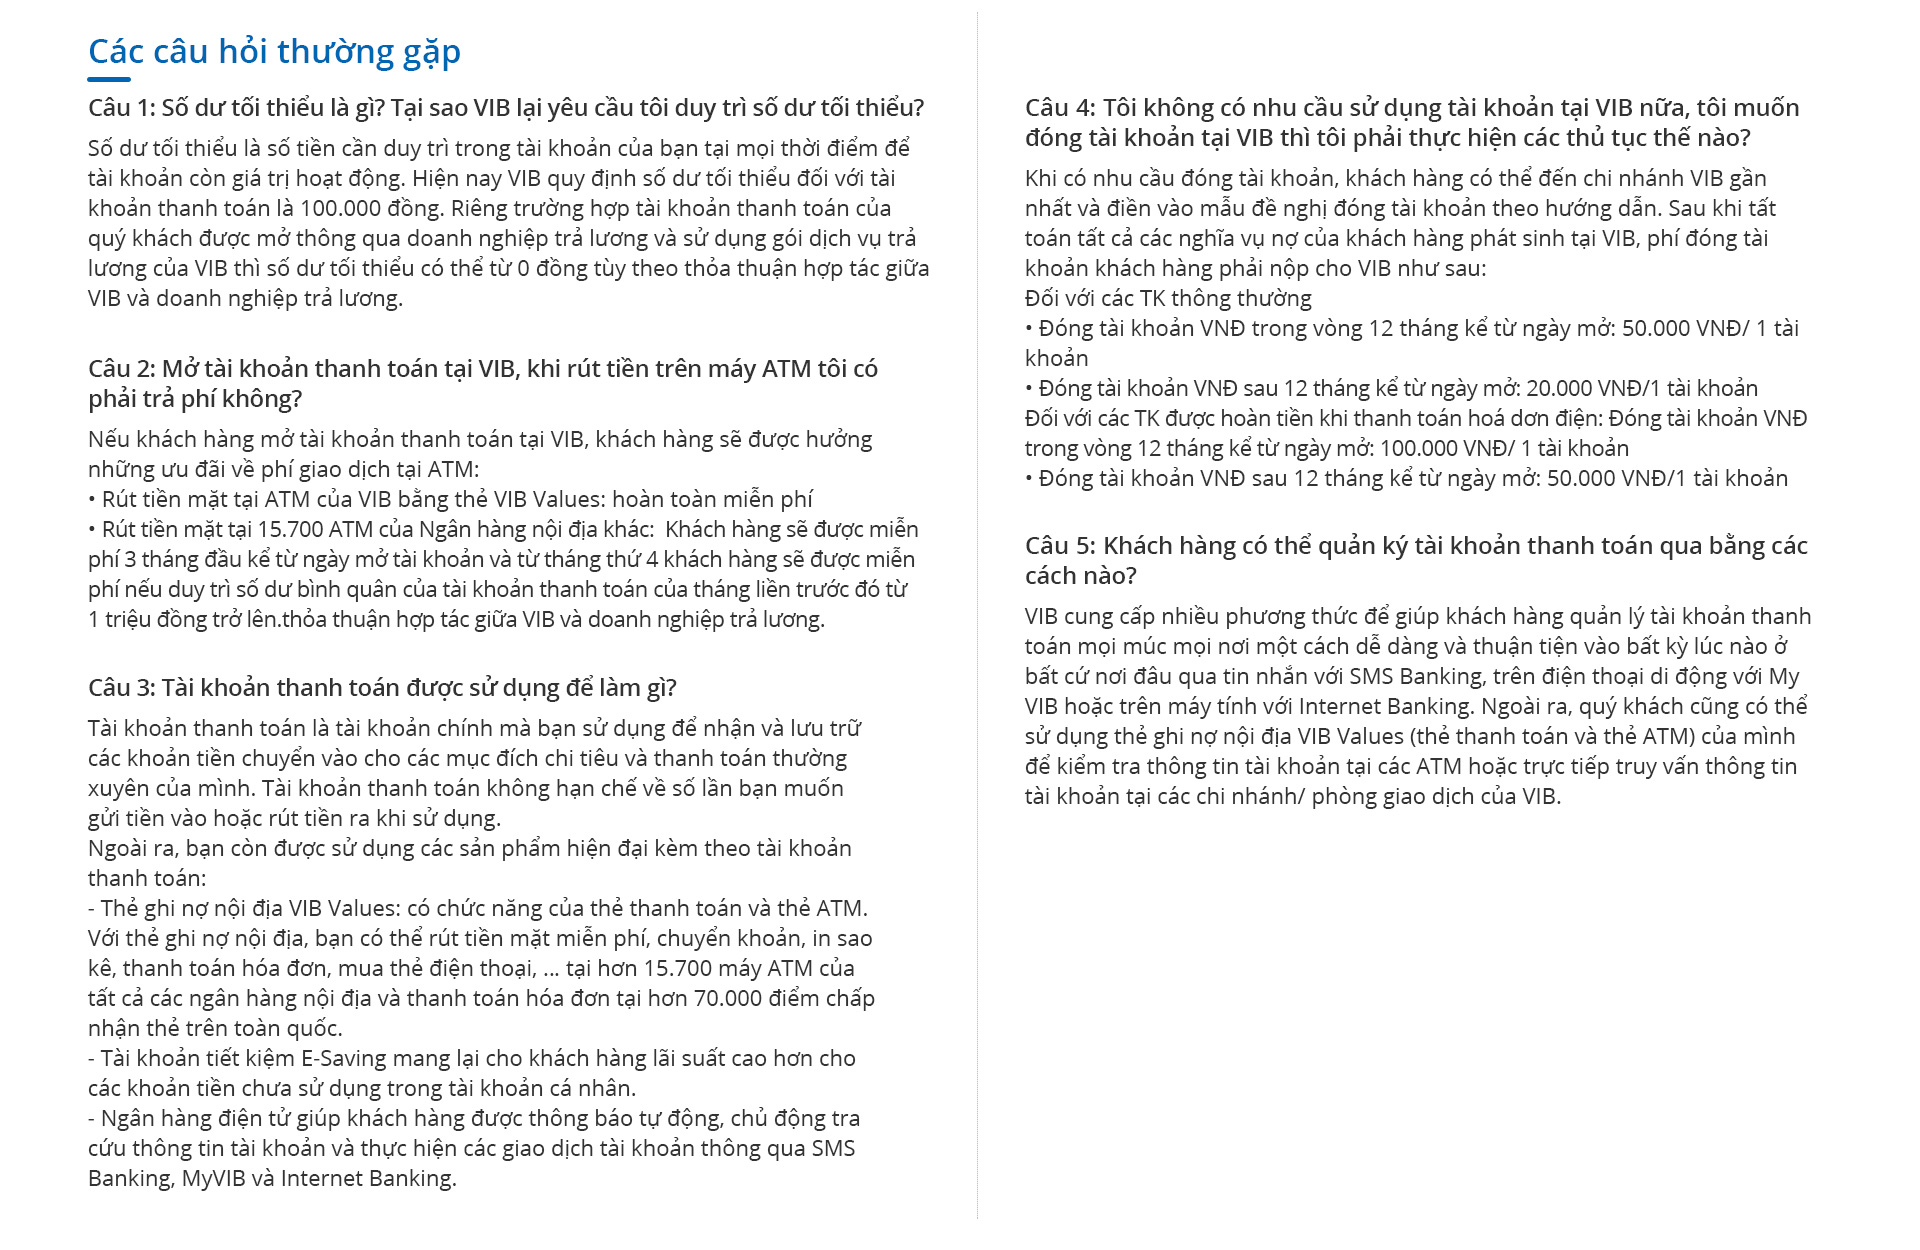 Các câu hỏi thường gặp
Câu 1: Số dư tối thiểu là gì? Tại sao VIB lại yêu cầu tôi duy trì số dư tối thiểu?
Số dư tối thiểu là số tiền cần duy trì trong tài khoản của bạn tại mọi thời điểm để
tài khoản còn giá trị hoạt động. Hiện nay VIB quy định số dư tối thiểu đối với tài
khoản thanh toán là 100.000 đồng. Riêng trường hợp tài khoản thanh toán của
quý khách được mở thông qua doanh nghiệp trả lương và sử dụng gói dịch vụ trả
lương của VIB thì số dư tối thiểu có thể từ 0 đồng tùy theo thỏa thuận hợp tác giữa
VIB và doanh nghiệp trả lương.
Câu 2: Mở tài khoản thanh toán tại VIB, khi rút tiền trên máy ATM tôi có
phải trả phí không?
Nếu khách hàng mở tài khoản thanh toán tại VIB, khách hàng sẽ được hưởng
những ưu đãi về phí giao dịch tại ATM:
• Rút tiền mặt tại ATM của VIB bằng thẻ VIB Values: hoàn toàn miễn phí
• Rút tiền mặt tại 15.700 ATM của Ngân hàng nội địa khác:  Khách hàng sẽ được miễn
phí 3 tháng đầu kể từ ngày mở tài khoản và từ tháng thứ 4 khách hàng sẽ được miễn
phí nếu duy trì số dư bình quân của tài khoản thanh toán của tháng liền trước đó từ
1 triệu đồng trở lên.thỏa thuận hợp tác giữa VIB và doanh nghiệp trả lương.
Câu 3: Tài khoản thanh toán được sử dụng để làm gì?
Tài khoản thanh toán là tài khoản chính mà bạn sử dụng để nhận và lưu trữ
các khoản tiền chuyển vào cho các mục đích chi tiêu và thanh toán thường
xuyên của mình. Tài khoản thanh toán không hạn chế về số lần bạn muốn
gửi tiền vào hoặc rút tiền ra khi sử dụng.
Ngoài ra, bạn còn được sử dụng các sản phẩm hiện đại kèm theo tài khoản
thanh toán:
- Thẻ ghi nợ nội địa VIB Values: có chức năng của thẻ thanh toán và thẻ ATM.
Với thẻ ghi nợ nội địa, bạn có thể rút tiền mặt miễn phí, chuyển khoản, in sao
kê, thanh toán hóa đơn, mua thẻ điện thoại, ... tại hơn 15.700 máy ATM của
tất cả các ngân hàng nội địa và thanh toán hóa đơn tại hơn 70.000 điểm chấp
nhận thẻ trên toàn quốc.
- Tài khoản tiết kiệm E-Saving mang lại cho khách hàng lãi suất cao hơn cho
các khoản tiền chưa sử dụng trong tài khoản cá nhân.
- Ngân hàng điện tử giúp khách hàng được thông báo tự động, chủ động tra
cứu thông tin tài khoản và thực hiện các giao dịch tài khoản thông qua SMS
Banking, MyVIB và Internet Banking.
Câu 4: Tôi không có nhu cầu sử dụng tài khoản tại VIB nữa, tôi muốn
đóng tài khoản tại VIB thì tôi phải thực hiện các thủ tục thế nào?
Khi có nhu cầu đóng tài khoản, khách hàng có thể đến chi nhánh VIB gần
nhất và điền vào mẫu đề nghị đóng tài khoản theo hướng dẫn. Sau khi tất
toán tất cả các nghĩa vụ nợ của khách hàng phát sinh tại VIB, phí đóng tài
khoản khách hàng phải nộp cho VIB như sau:
Đối với các TK thông thường
• Đóng tài khoản VNĐ trong vòng 12 tháng kể từ ngày mở: 50.000 VNĐ/ 1 tài
khoản
• Đóng tài khoản VNĐ sau 12 tháng kể từ ngày mở: 20.000 VNĐ/1 tài khoản
Đối với các TK được hoàn tiền khi thanh toán hoá dơn điện: Đóng tài khoản VNĐ
trong vòng 12 tháng kể từ ngày mở: 100.000 VNĐ/ 1 tài khoản
• Đóng tài khoản VNĐ sau 12 tháng kể từ ngày mở: 50.000 VNĐ/1 tài khoản
Câu 5: Khách hàng có thể quản ký tài khoản thanh toán qua bằng các
cách nào?
VIB cung cấp nhiều phương thức để giúp khách hàng quản lý tài khoản thanh
toán mọi múc mọi nơi một cách dễ dàng và thuận tiện vào bất kỳ lúc nào ở
bất cứ nơi đâu qua tin nhắn với SMS Banking, trên điện thoại di động với My
VIB hoặc trên máy tính với Internet Banking. Ngoài ra, quý khách cũng có thể
sử dụng thẻ ghi nợ nội địa VIB Values (thẻ thanh toán và thẻ ATM) của mình
để kiểm tra thông tin tài khoản tại các ATM hoặc trực tiếp truy vấn thông tin
tài khoản tại các chi nhánh/ phòng giao dịch của VIB.